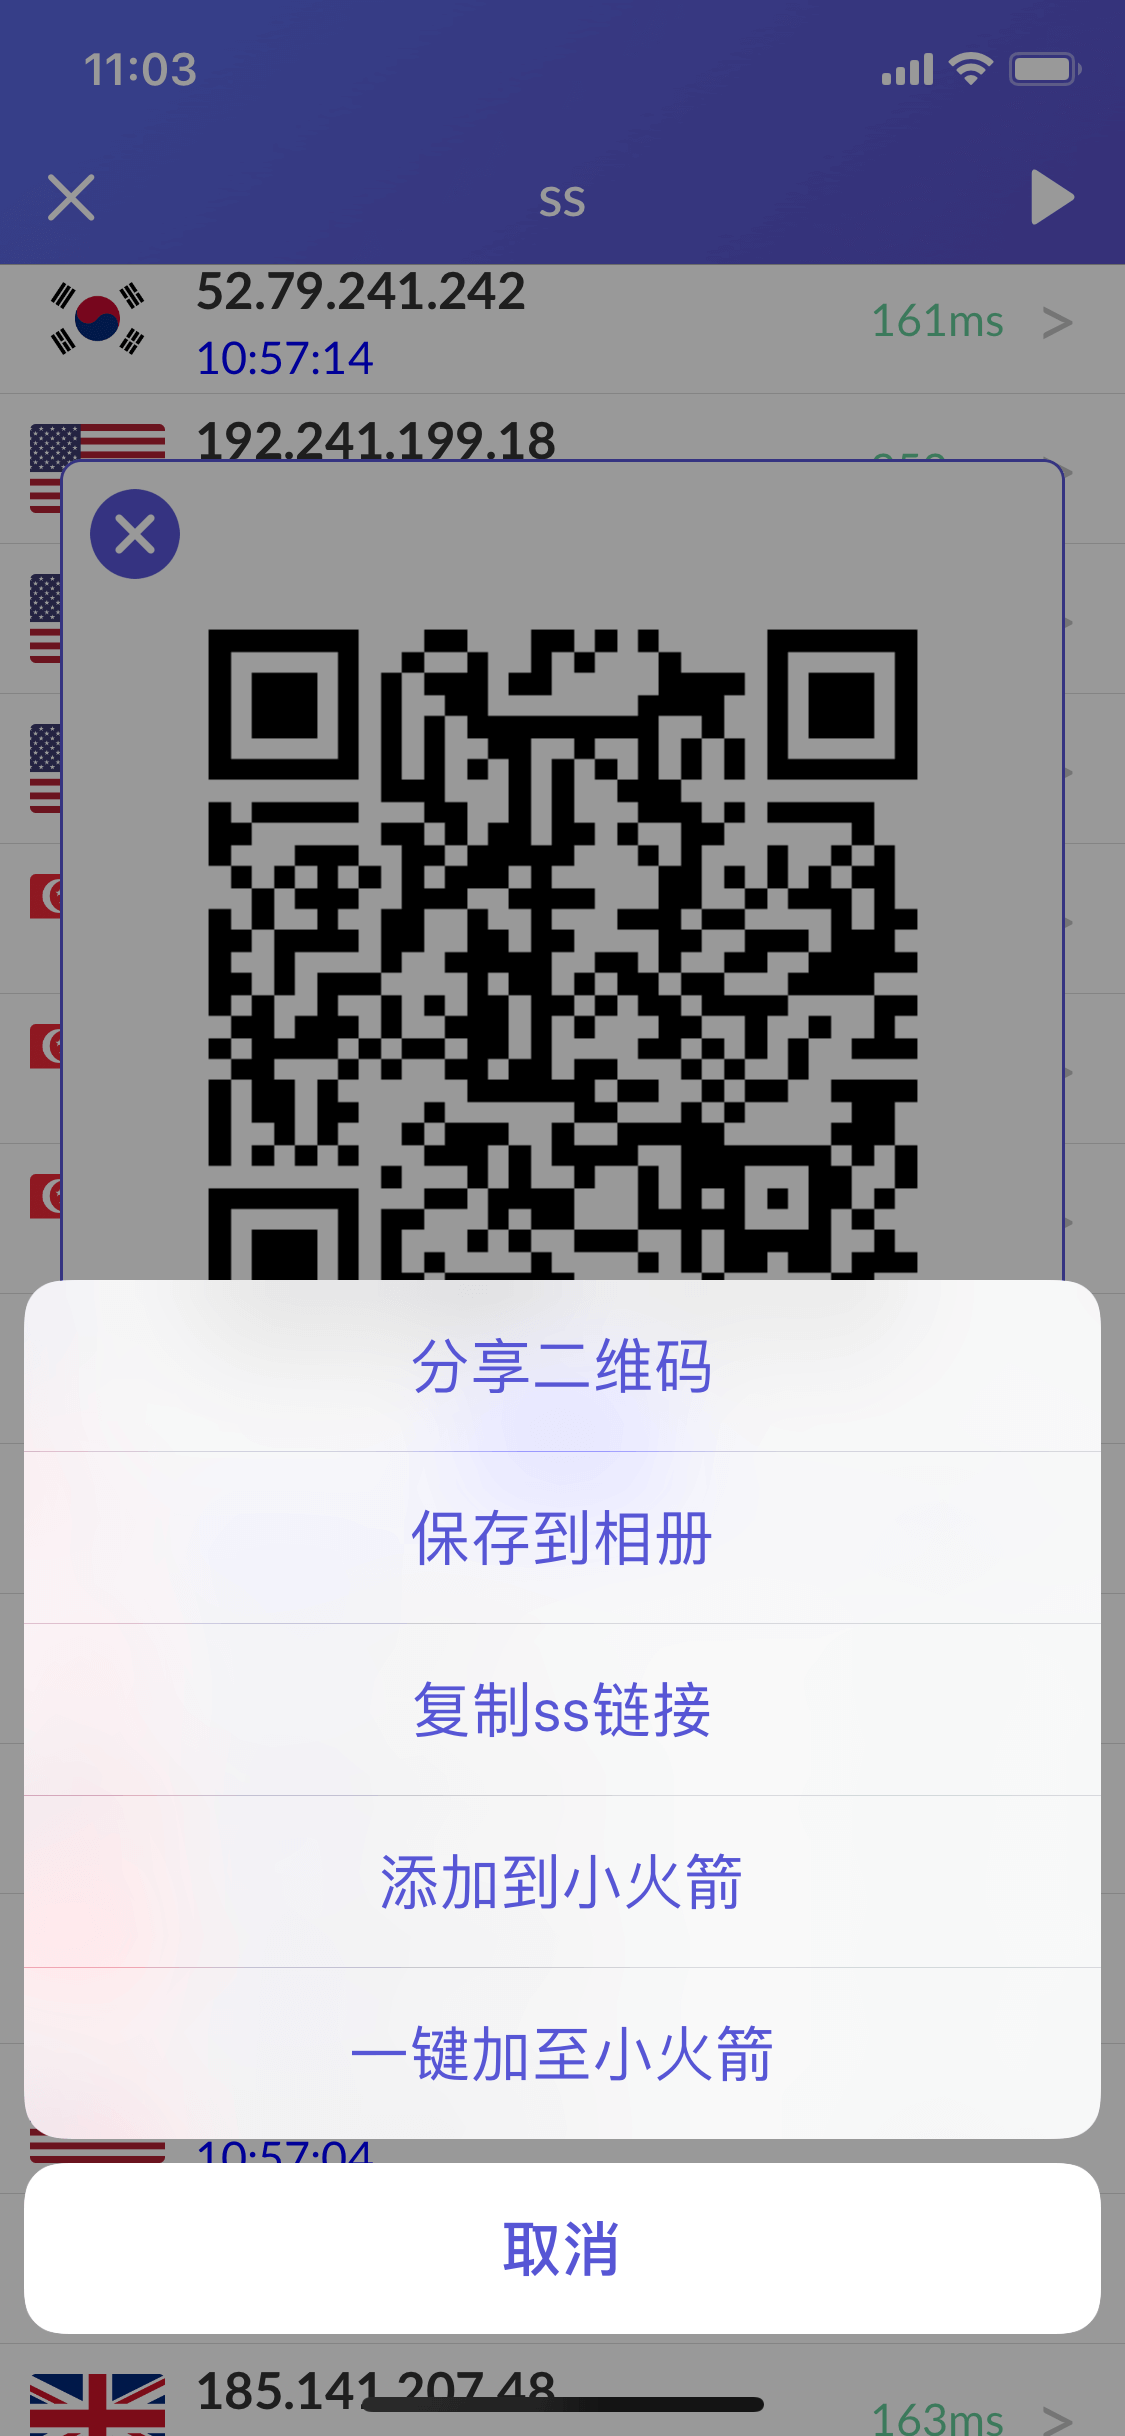 11:03
ss
52.79.241.242
161ms
>
10:57:14
192.241.199.18
分享二维码
保存到相册
复制ss链接
添加到小火箭
一键加至小火箭
10:57:04
取消
185.141.207.48
163ms
>